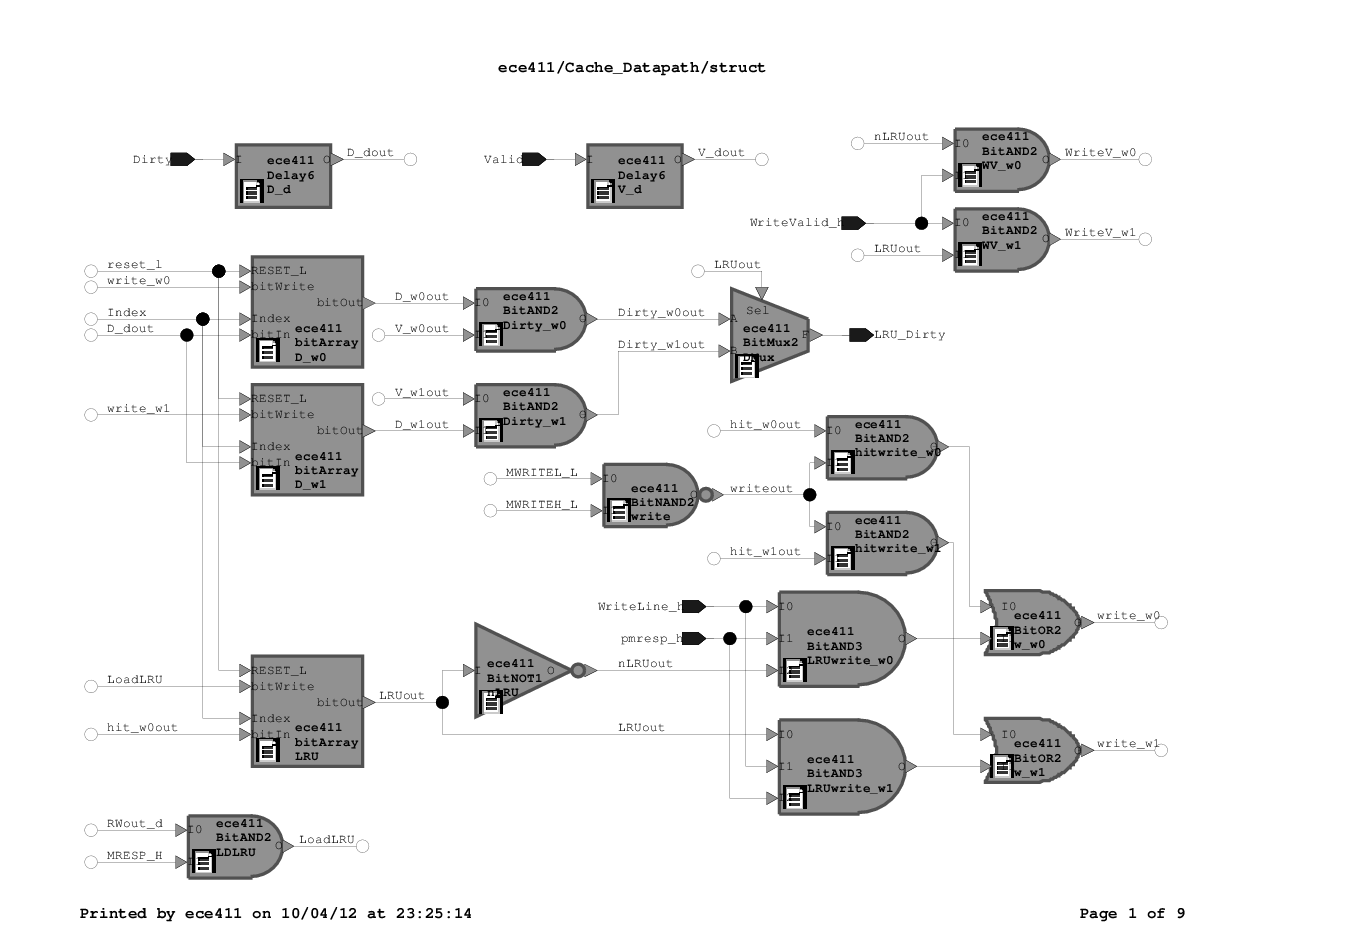 ece411/Cache_Datapath/struct
Dirty
I
O
ece411
Delay6
D_d
D_dout
Valid
I
O
ece411
Delay6
V_d
V_dout
nLRUout
I0
O
ece411
BitAND2
WV_w0
WriteV_w0
WriteValid_h
LRUout
I0
O
ece411
BitAND2
WV_w1
WriteV_w1
reset_l
write_w0
Index
D_dout
RESET_L
bitWrite
bitOut
Index
bitIn
ece411
bitArray
D_w0
D_w0out
V_w0out
I0
O
ece411
BitAND2
Dirty_w0
Dirty_w0out
Dirty_w1out
LRUout
Sel
A
B
F
ece411
BitMux2
DMux
LRU_Dirty
write_w1
RESET_L
bitWrite
bitOut
Index
bitIn
ece411
bitArray
D_w1
V_w1out
D_w1out
I0
O
ece411
BitAND2
Dirty_w1
MWRITEL_L
MWRITEH_L
I0
O
ece411
BitNAND2
write
writeout
hit_w0out
I0
O
ece411
BitAND2
hitwrite_w0
hit_w1out
I0
O
ece411
BitAND2
hitwrite_w1
WriteLine_h
pmresp_h
nLRUout
I0
I1
O
ece411
BitAND3
LRUwrite_w0
I0
ece411
BitOR2
w_w0
write_w0
LoadLRU
hit_w0out
RESET_L
bitWrite
bitOut
Index
bitIn
ece411
bitArray
LRU
LRUout
I
O
ece411
BitNOT1
nLRU
LRUout
I0
I1
O
ece411
BitAND3
LRUwrite_w1
I0
O
ece411
BitOR2
w_w1
write_w1
RWout_d
MRESP_H
I0
O
ece411
BitAND2
LDLRU
LoadLRU
Printed by ece411 on 10/04/12 at 23:25:14
Page 1 of 9